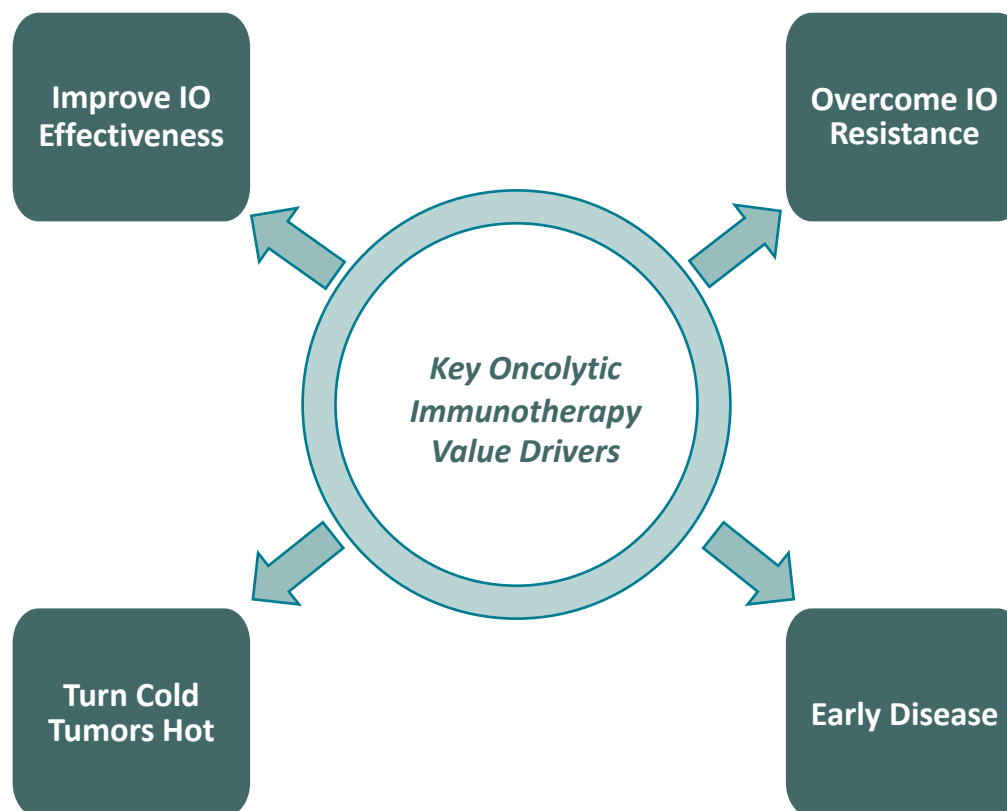 Improve IO
Effectiveness
Overcome IO
Resistance
Key Oncolytic
Immunotherapy
Value Drivers
Turn Cold
Tumors Hot
Early Disease